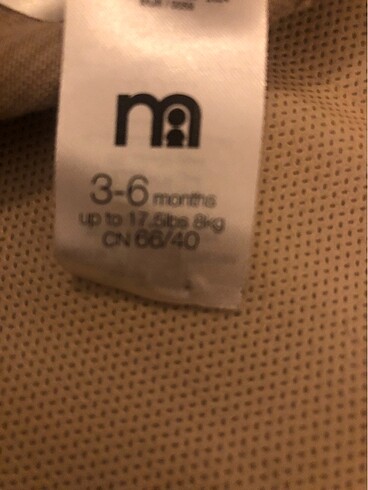 m
3-6 months
up to 17.5lbs 8kg
CN 66/40